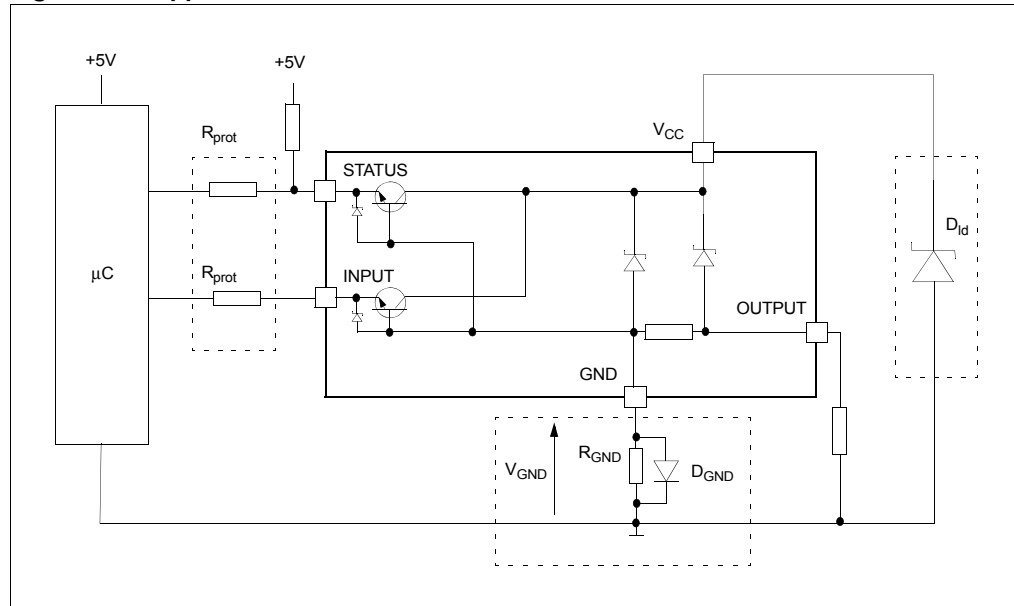 +5V
+5V
R_prot
V_CC
STATUS
D_ld
μC
R_prot
INPUT
OUTPUT
GND
R_GND
V_GND
D_GND